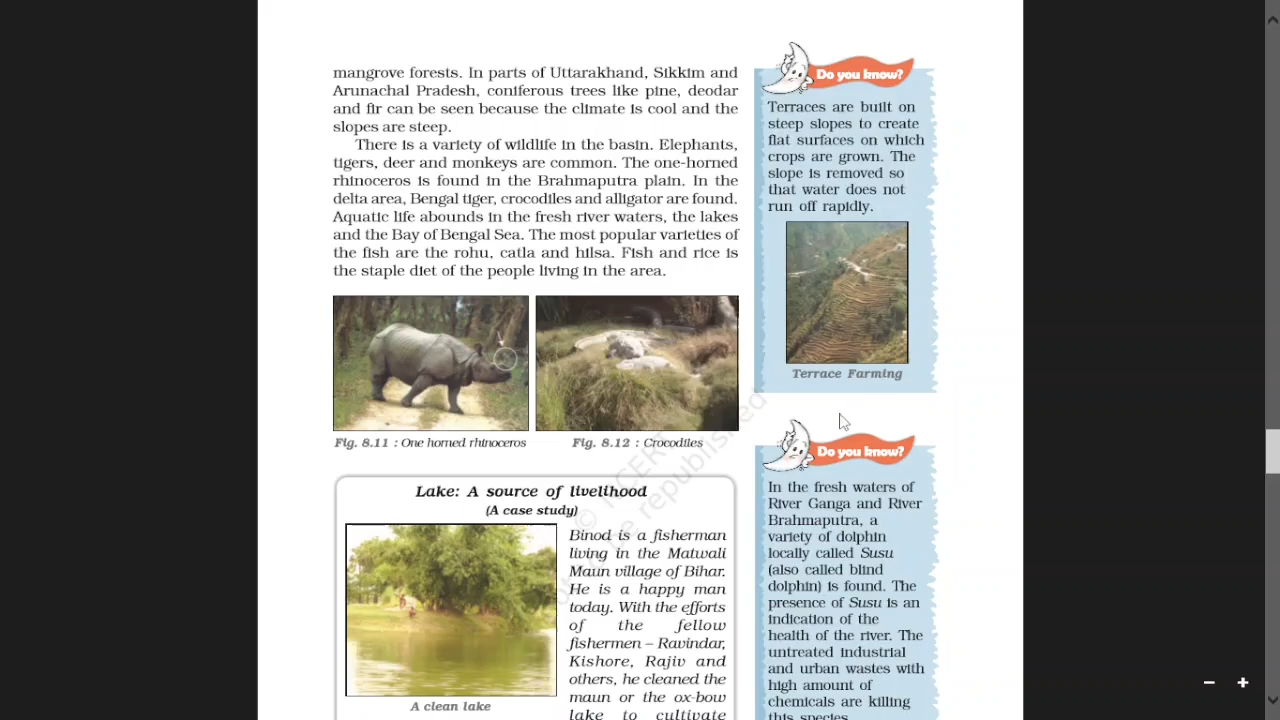 mangrove forests. In parts of Uttarakhand, Sikkim and
Arunachal Pradesh, coniferous trees like pine, deodar
and fir can be seen because the climate is cool and the
slopes are steep.
There is a variety of wildlife in the basin. Elephants,
tigers, deer and monkeys are common. The one-horned
rhinoceros is found in the Brahmaputra plain. In the
delta area, Bengal tiger, crocodiles and alligator are found.
Aquatic life abounds in the fresh river waters, the lakes
and the Bay of Bengal Sea. The most popular varieties of
the fish are the rohu, catla and hilsa. Fish and rice is
the staple diet of the people living in the area.
Fig. 8.11 : One horned rhinoceros
Fig. 8.12 : Crocodiles
Lake: A source of livelihood
(A case study)
Binod is a fisherman
living in the Matwali
Maun village of Bihar.
He is a happy man
today. With the efforts
of the fellow
fishermen – Ravindar,
Kishore, Rajiv and
others, he cleaned the
maun or the ox-bow
lake to cultivate
A clean lake
Do you know?
Terraces are built on
steep slopes to create
flat surfaces on which
crops are grown. The
slope is removed so
that water does not
run off rapidly.
Terrace Farming
Do you know?
In the fresh waters of
River Ganga and River
Brahmaputra, a
variety of dolphin
locally called Susu
(also called blind
dolphin) is found. The
presence of Susu is an
indication of the
health of the river. The
untreated industrial
and urban wastes with
high amount of
chemicals are killing
this species.